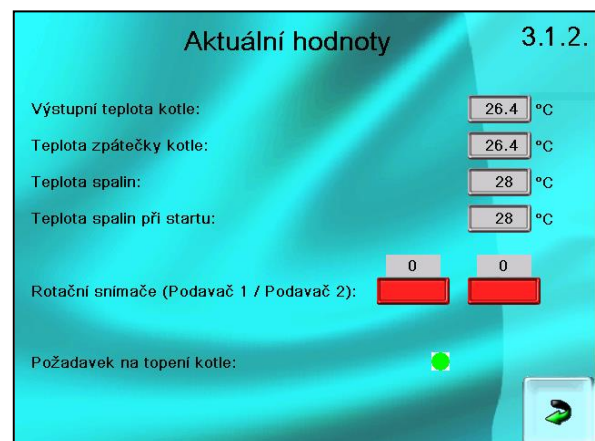 Aktuální hodnoty 3.1.2.
Výstupní teplota kotle: 26.4 °C
Teplota zpátečky kotle: 26.4 °C
Teplota spalin: 28 °C
Teplota spalin při startu: 28 °C
0 0
Rotační snímače (Podavač 1 / Podavač 2):
Požadavek na topení kotle: